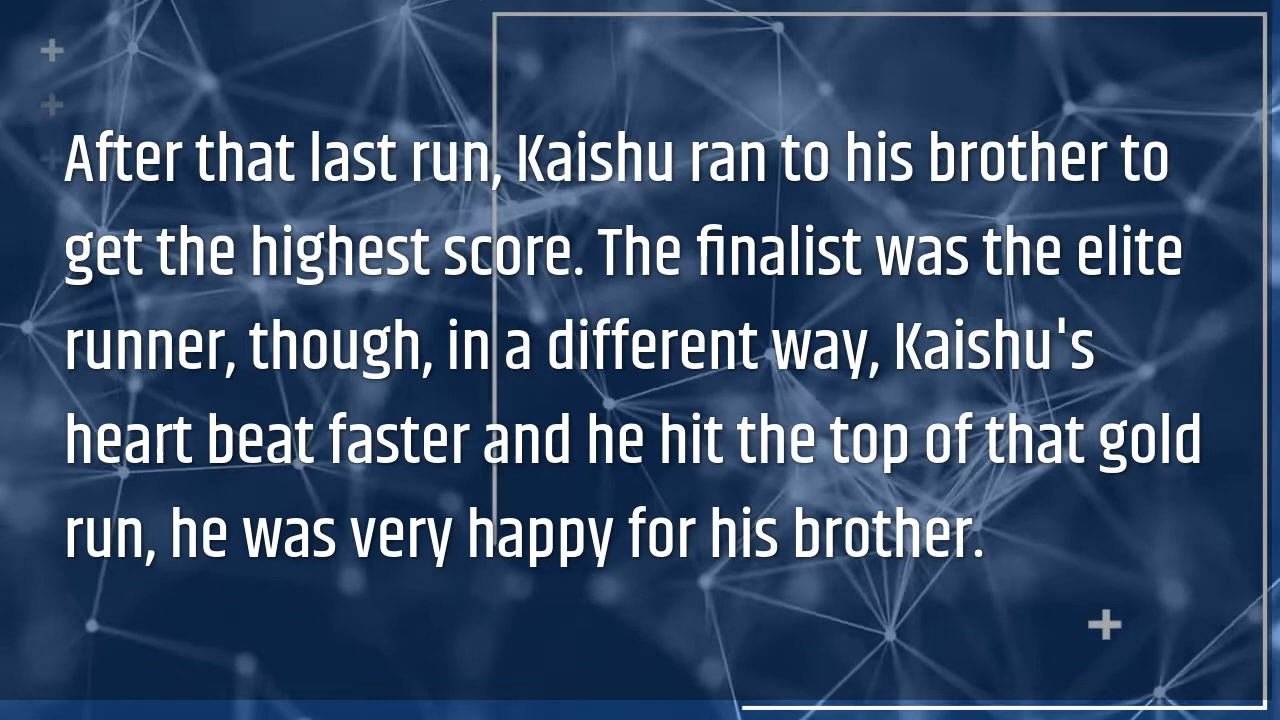 After that last run, Kaishu ran to his brother to
get the highest score. The finalist was the elite
runner, though, in a different way, Kaishu's
heart beat faster and he hit the top of that gold
run, he was very happy for his brother.